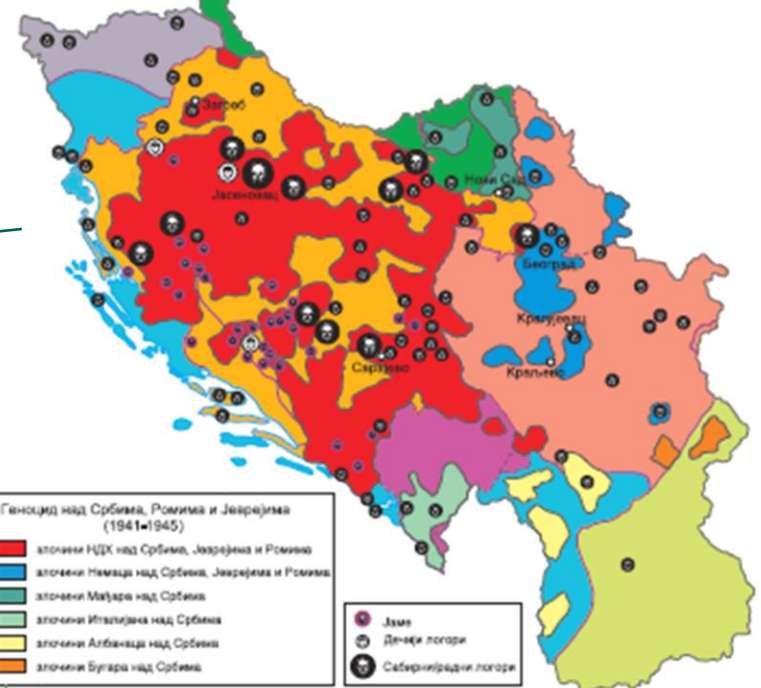 Загреб
Јасеновац
Нови Сад
Београд
Крагујевац
Краљево
Сарајево
Геноцид над Србима, Ромима и Јеврејима
(1941-1945)
злочини НДХ над Србима, Јеврејима и Ромима
злочини Немаца над Србима, Јеврејима и Ромима
злочини Мађара над Србима
злочини Италијана над Србима
злочини Албанаца над Србима
злочини Бугара над Србима
Јаме
Дечији логори
Сабирни/радни логори